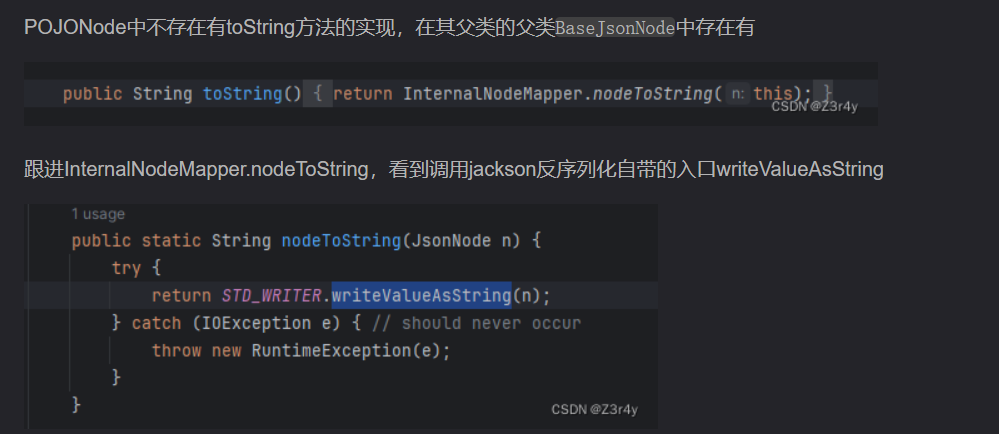 POJONode中不存在有toString方法的实现，在其父类的父类BaseJsonNode中存在有
public String toString() { return InternalNodeMapper.nodeToString( n: this); }
CSDN @Z3r4y
跟进InternalNodeMapper.nodeToString，看到调用jackson反序列化自带的入口writeValueAsString
1 usage
public static String nodeToString(JsonNode n) {
try {
return STD_WRITER.writeValueAsString(n);
} catch (IOException e) { // should never occur
throw new RuntimeException(e);
}
}
CSDN @Z3r4y